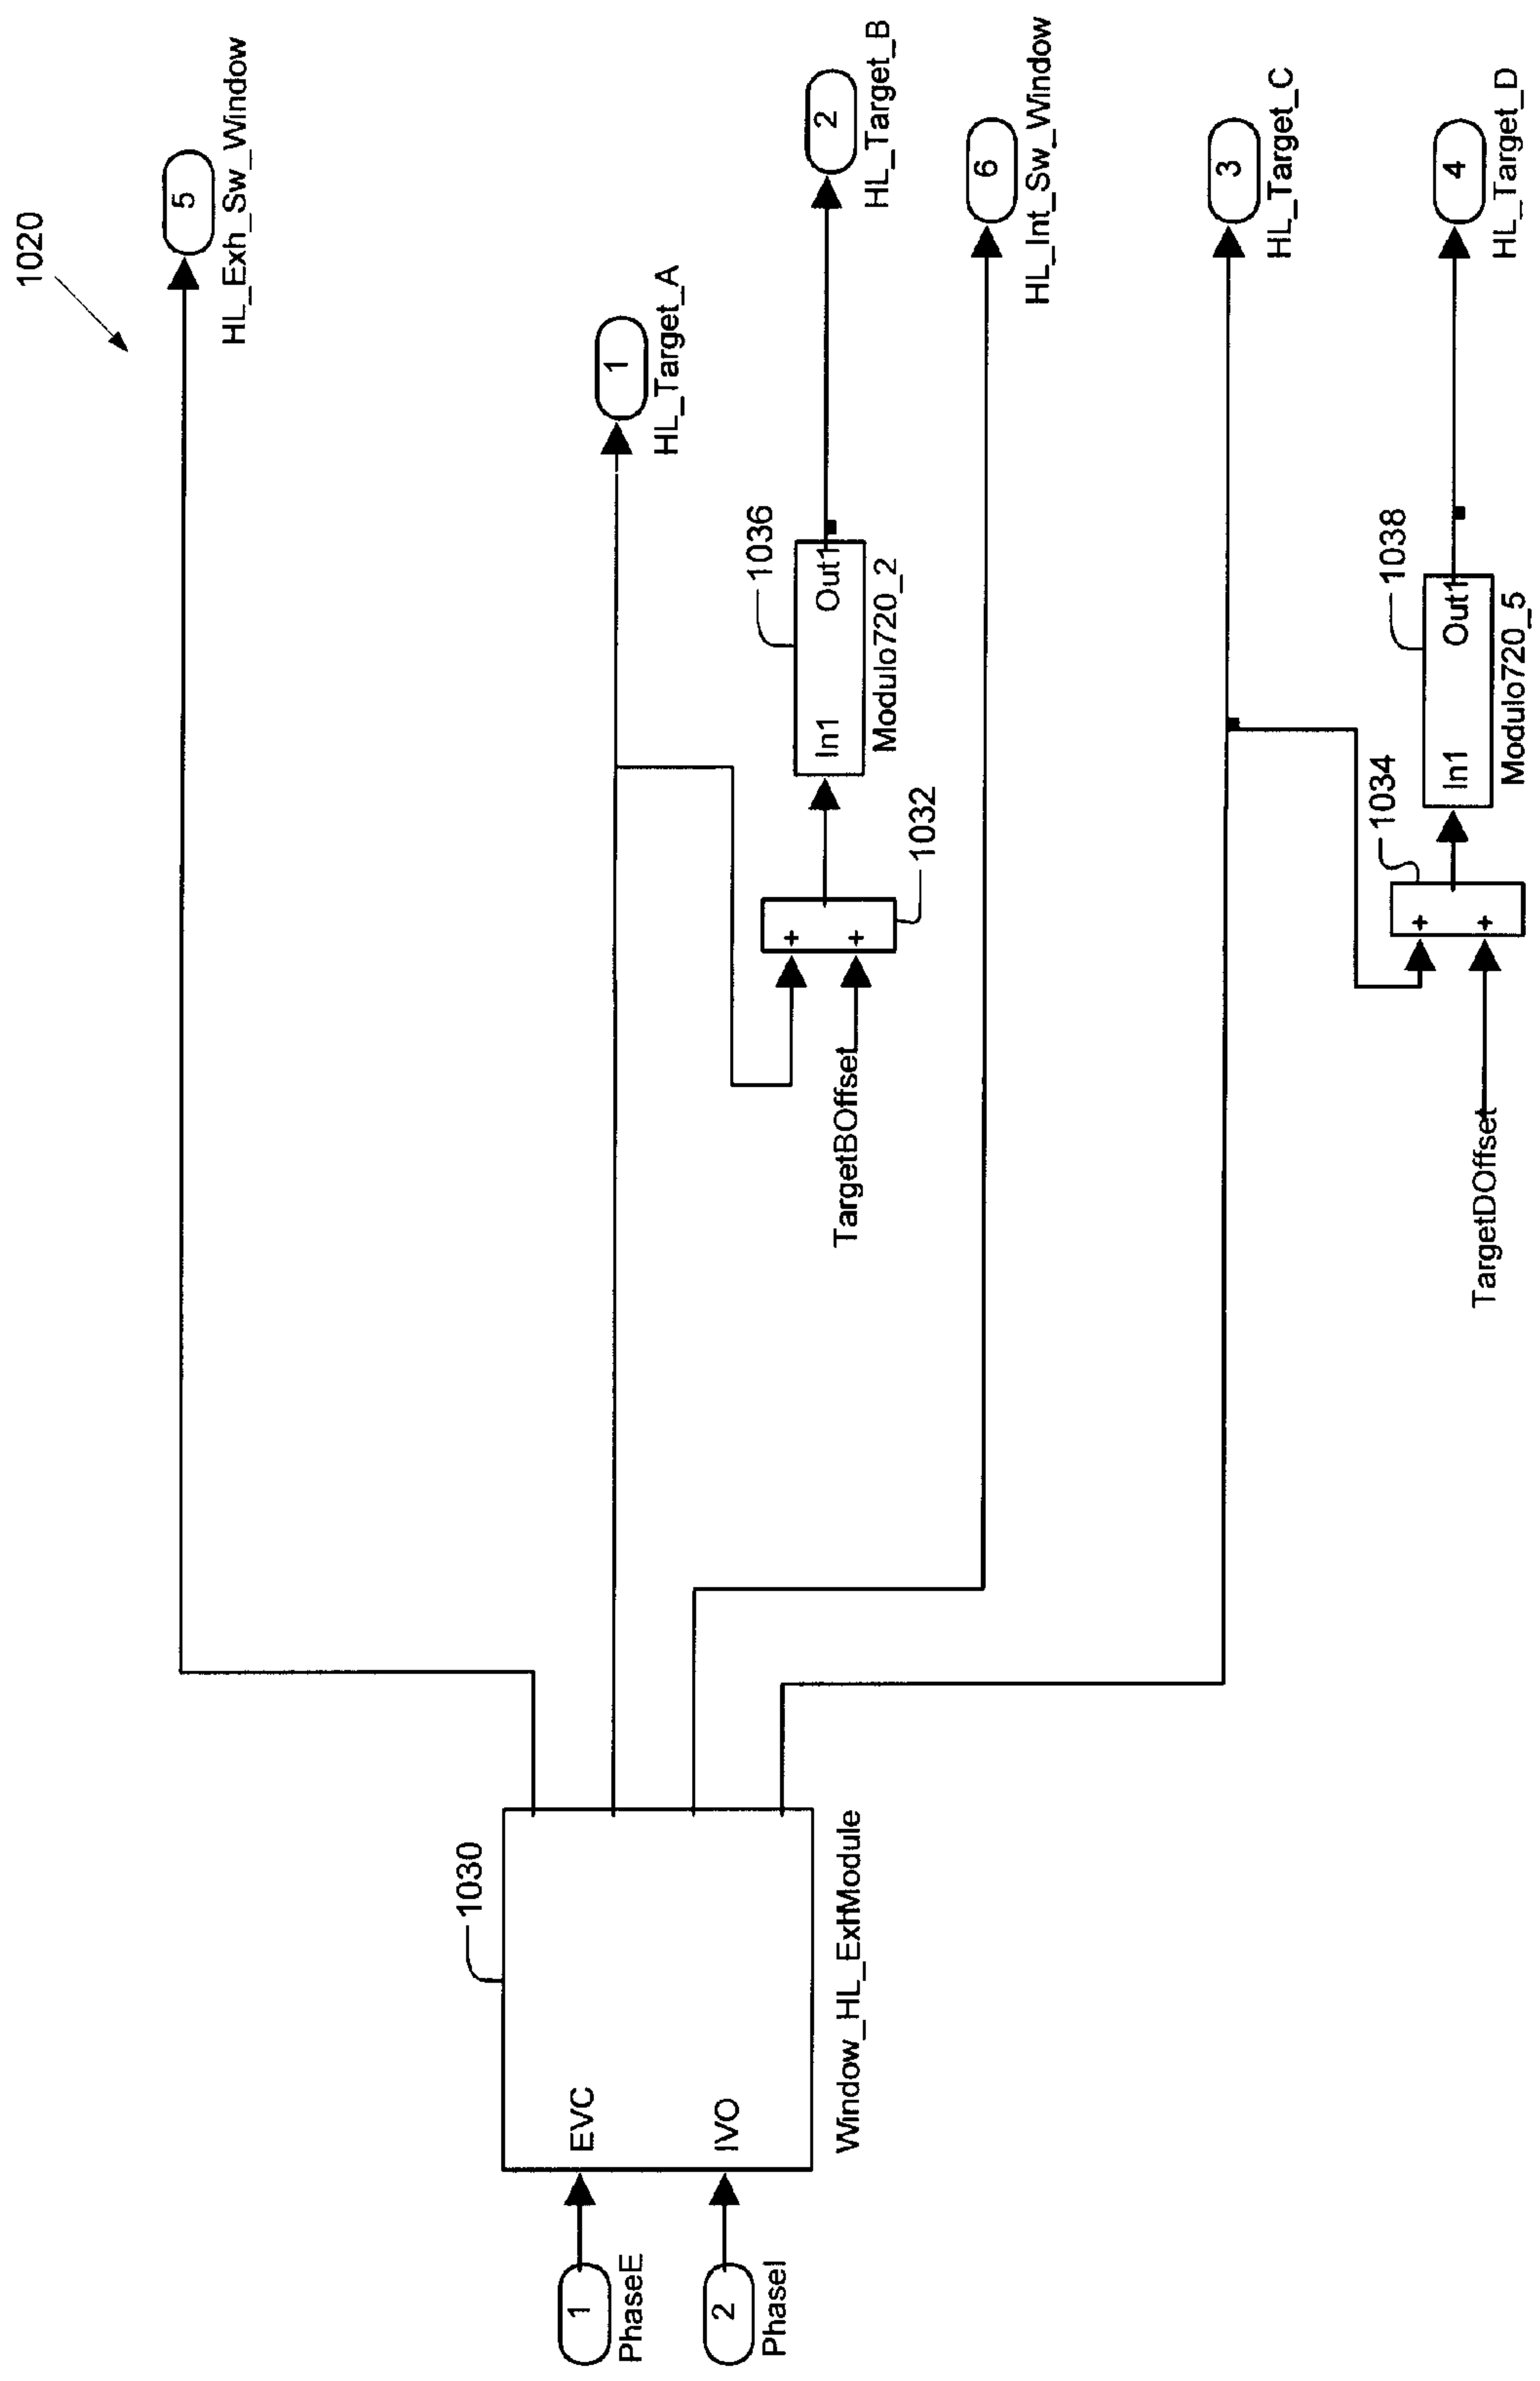 1020
5
HL_Exh_Sw_Window
1
HL_Target_A
1036
In1
Out1
Modulo720_2
2
HL_Target_B
+
+
1032
TargetBOffset
6
HL_Int_Sw_Window
3
HL_Target_C
1034
+
+
TargetDOffset
1038
In1
Out1
Modulo720_5
4
HL_Target_D
1030
EVC
IVO
Window_HL_ExhModule
1
PhaseE
2
PhaseI